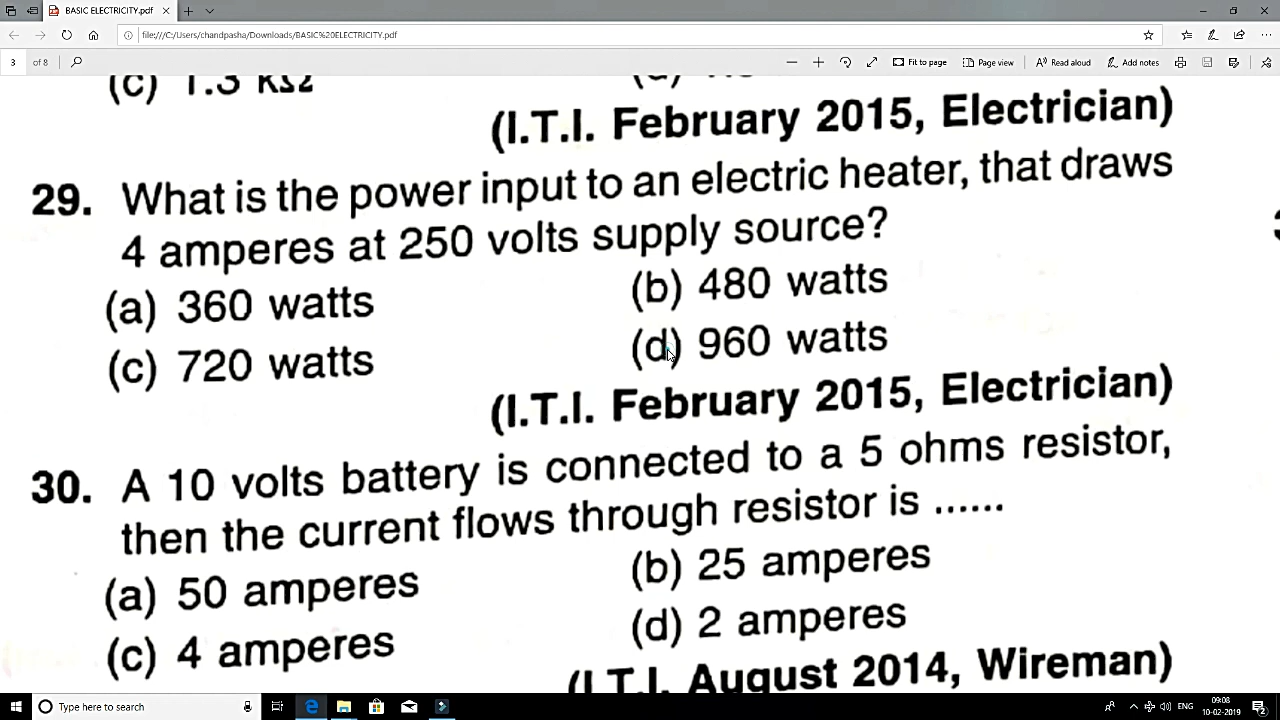 BASIC ELECTRICITY.pdf
file:///C:/Users/chandpasha/Downloads/BASIC%20ELECTRICITY.pdf
3 of 8 Fit to page Page view Read aloud Add notes
(c) 1.3 KΩ
(I.T.I. February 2015, Electrician)
29. What is the power input to an electric heater, that draws
4 amperes at 250 volts supply source?
(a) 360 watts (b) 480 watts
(c) 720 watts (d) 960 watts
(I.T.I. February 2015, Electrician)
30. A 10 volts battery is connected to a 5 ohms resistor,
then the current flows through resistor is ......
(a) 50 amperes (b) 25 amperes
(c) 4 amperes (d) 2 amperes
(I.T.I. August 2014, Wireman)
Type here to search ENG 09:08
10-02-2019